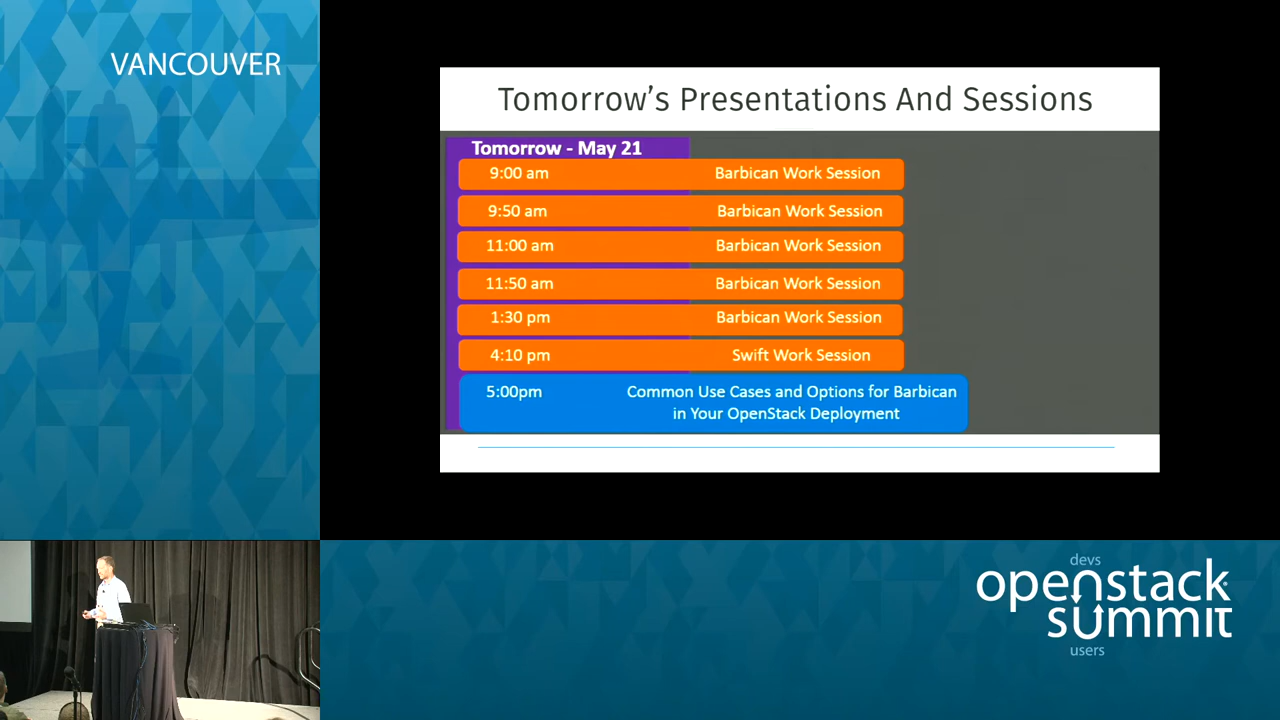 VANCOUVER
Tomorrow's Presentations And Sessions
Tomorrow - May 21
9:00 am Barbican Work Session
9:50 am Barbican Work Session
11:00 am Barbican Work Session
11:50 am Barbican Work Session
1:30 pm Barbican Work Session
4:10 pm Swift Work Session
5:00pm Common Use Cases and Options for Barbican
in Your OpenStack Deployment
devs
openstack
summit
users